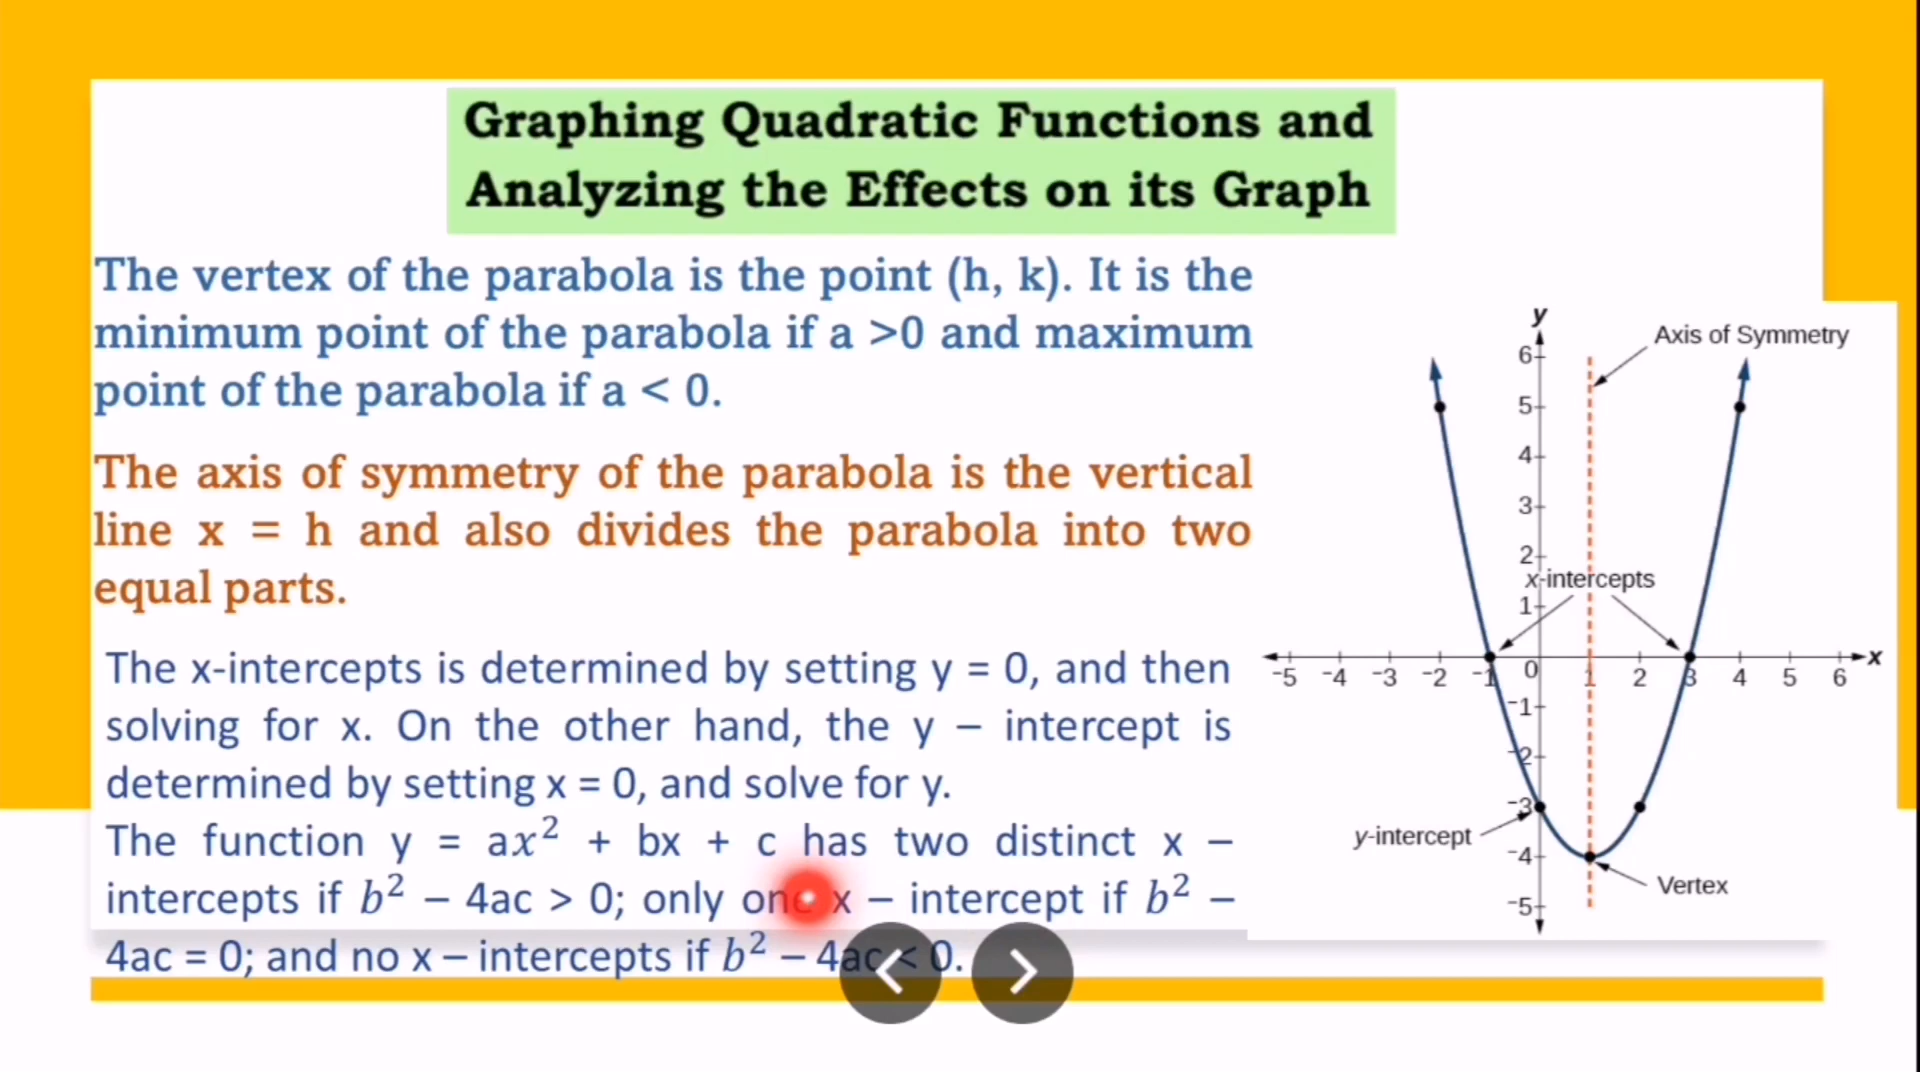 Graphing Quadratic Functions and
Analyzing the Effects on its Graph
The vertex of the parabola is the point (h, k). It is the
minimum point of the parabola if a >0 and maximum
point of the parabola if a < 0.
The axis of symmetry of the parabola is the vertical
line x = h and also divides the parabola into two
equal parts.
The x-intercepts is determined by setting y = 0, and then
solving for x. On the other hand, the y – intercept is
determined by setting x = 0, and solve for y.
The function y = ax² + bx + c has two distinct x –
intercepts if b² – 4ac > 0; only one x – intercept if b² –
4ac = 0; and no x – intercepts if b² – 4ac < 0.
y
Axis of Symmetry
6
5
4
3
2
x-intercepts
1
-5 -4 -3 -2 -1 0 1 2 3 4 5 6 x
-1
-2
-3
y-intercept
-4
Vertex
-5